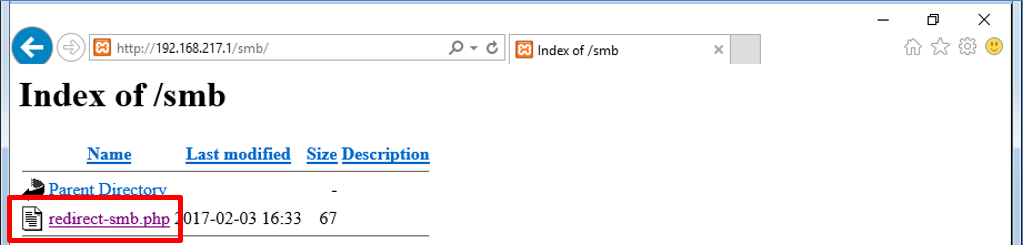 http://192.168.217.1/smb/
Index of /smb
Index of /smb
Name Last modified Size Description
Parent Directory -
redirect-smb.php 2017-02-03 16:33 67